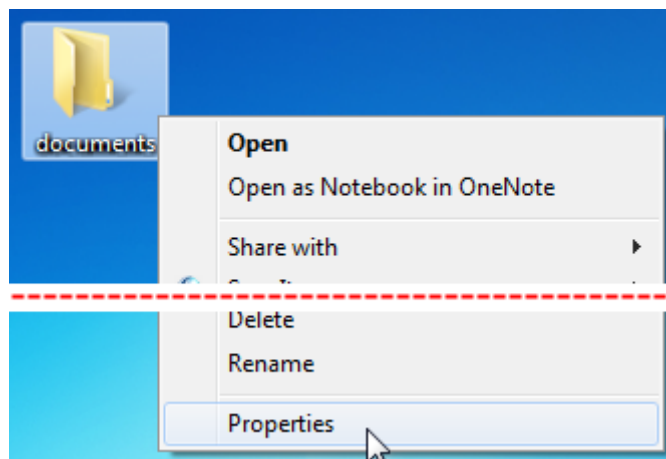 documents
Open
Open as Notebook in OneNote
Share with
Delete
Rename
Properties